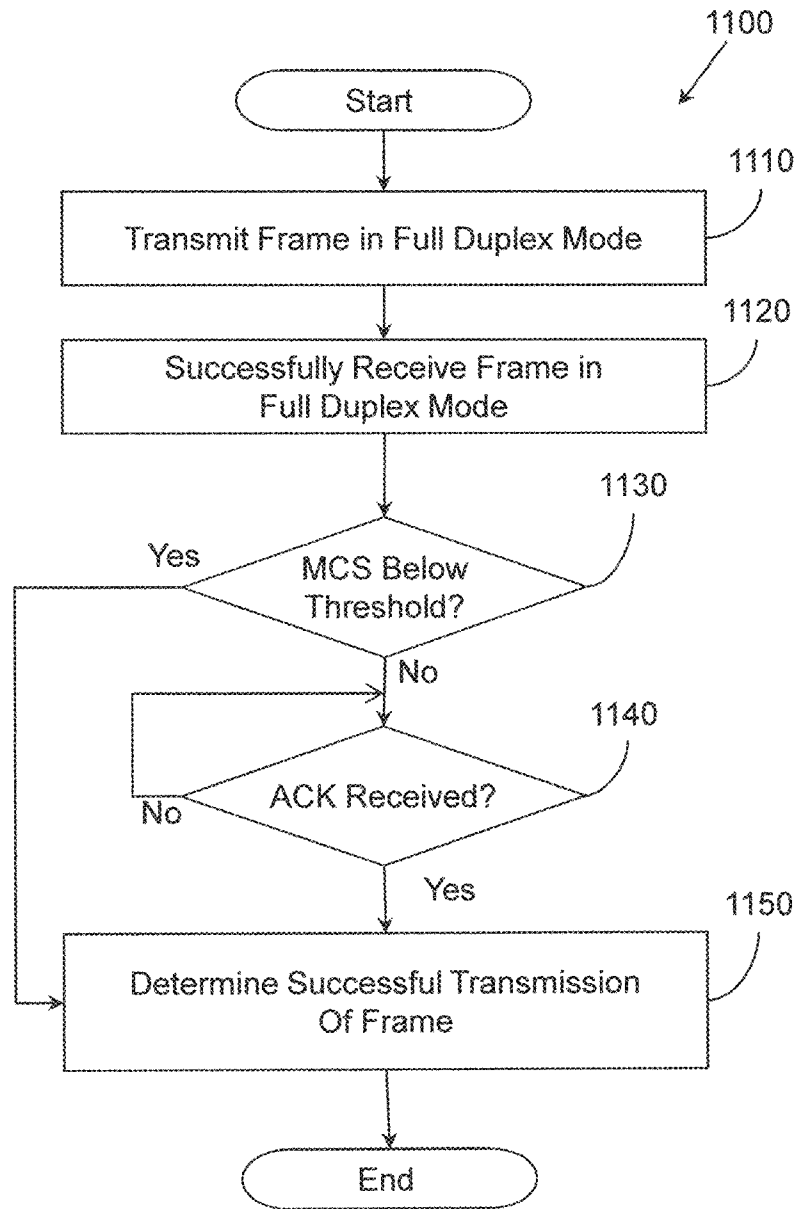 1100
Start
1110
Transmit Frame in Full Duplex Mode
1120
Successfully Receive Frame in
Full Duplex Mode
1130
Yes
MCS Below
Threshold?
No
1140
ACK Received?
No
Yes
1150
Determine Successful Transmission
Of Frame
End